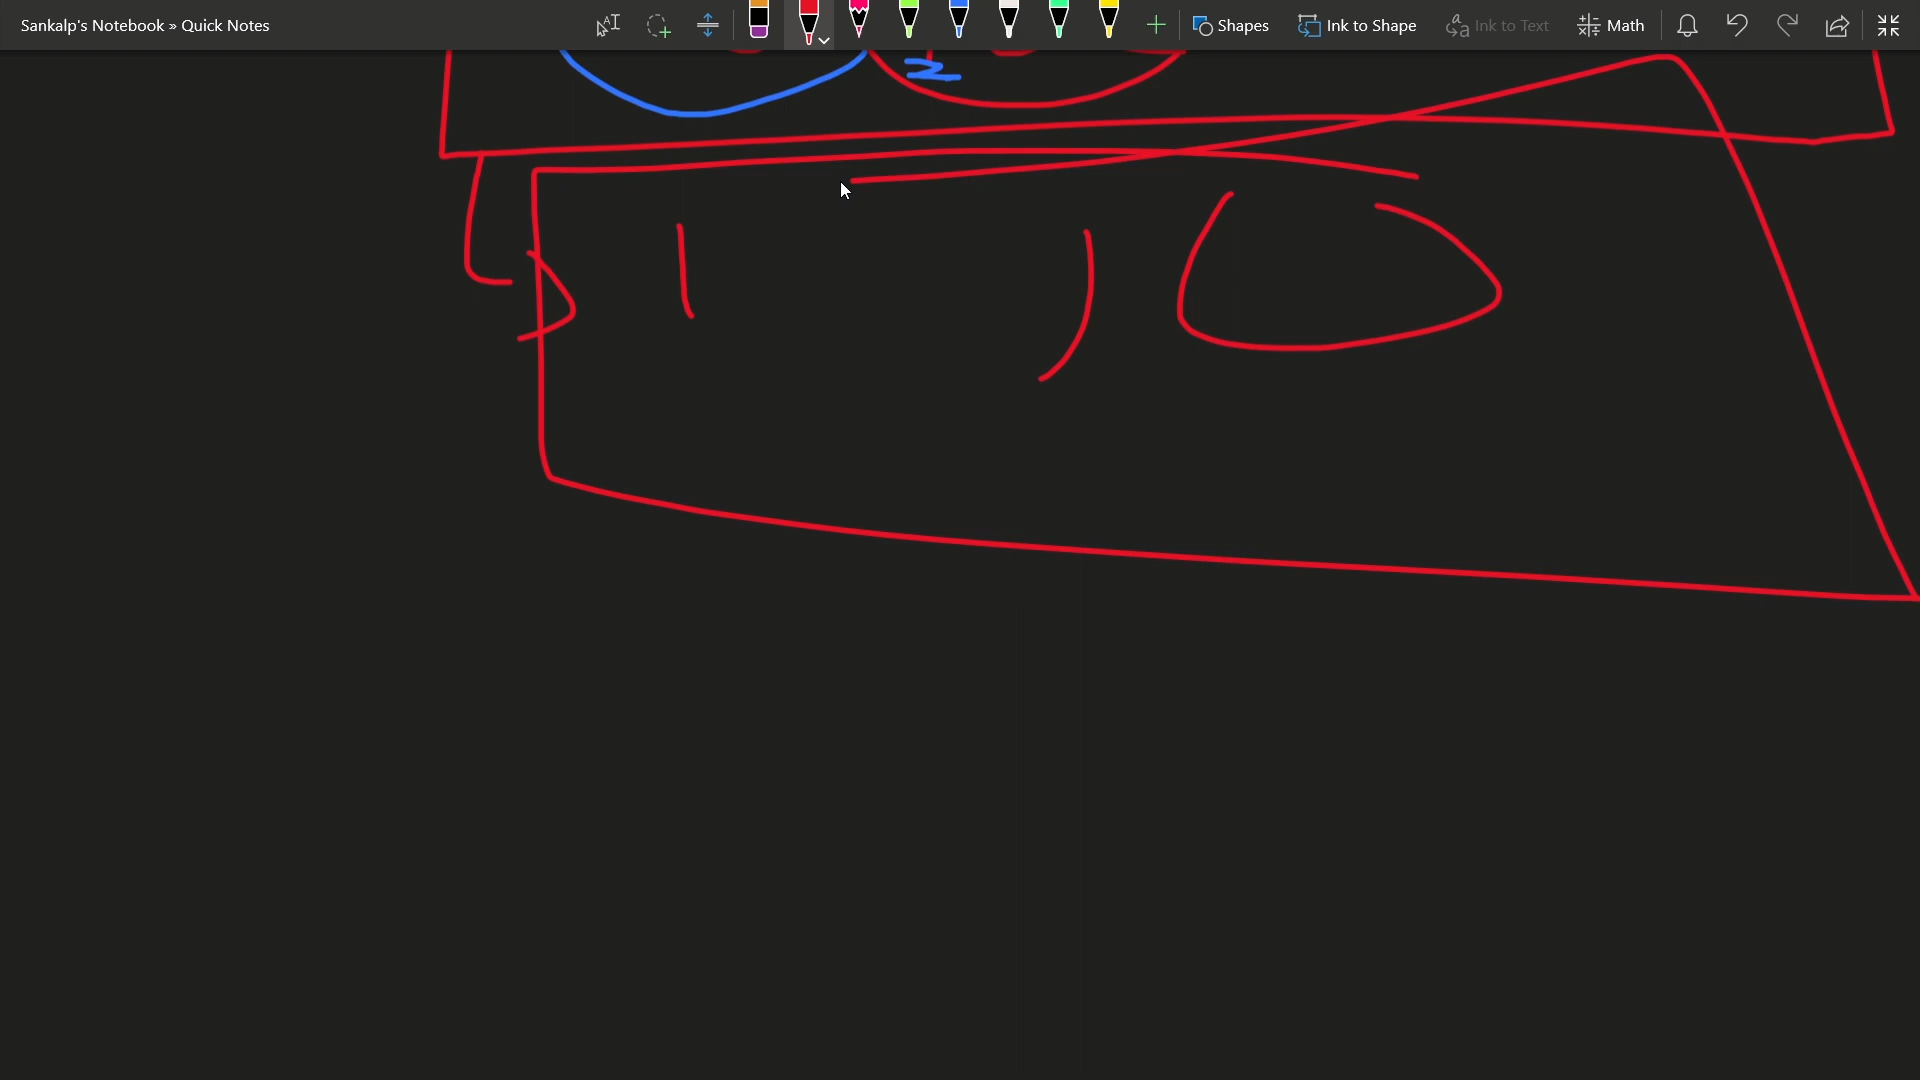 Sankalp's Notebook » Quick Notes
Shapes
Ink to Shape
Ink to Text
Math